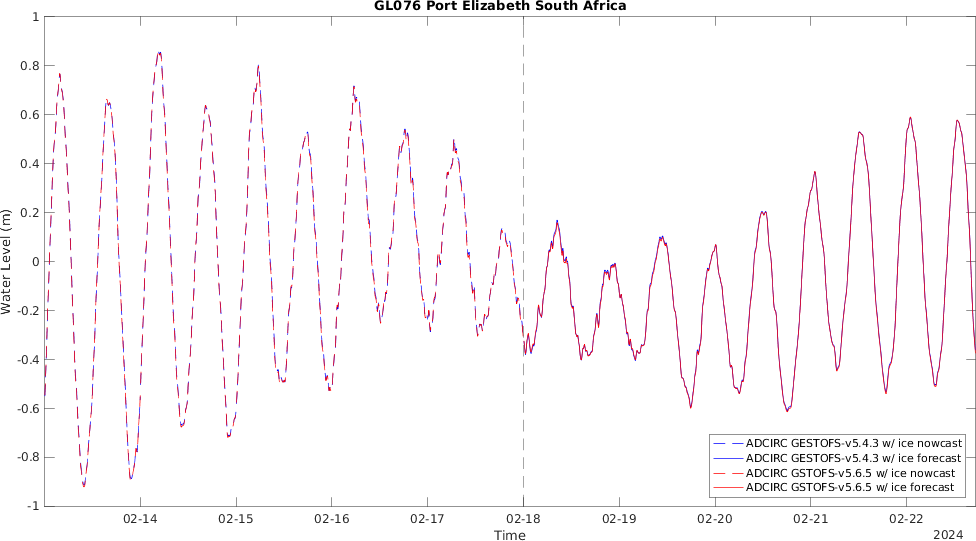 GL076 Port Elizabeth South Africa
1
0.8
0.6
0.4
0.2
0
-0.2
-0.4
-0.6
-0.8
-1
Water Level (m)
ADCIRC GESTOFS-v5.4.3 w/ ice nowcast
ADCIRC GESTOFS-v5.4.3 w/ ice forecast
ADCIRC GSTOFS-v5.6.5 w/ ice nowcast
ADCIRC GSTOFS-v5.6.5 w/ ice forecast
02-14 02-15 02-16 02-17 02-18 02-19 02-20 02-21 02-22
Time
2024